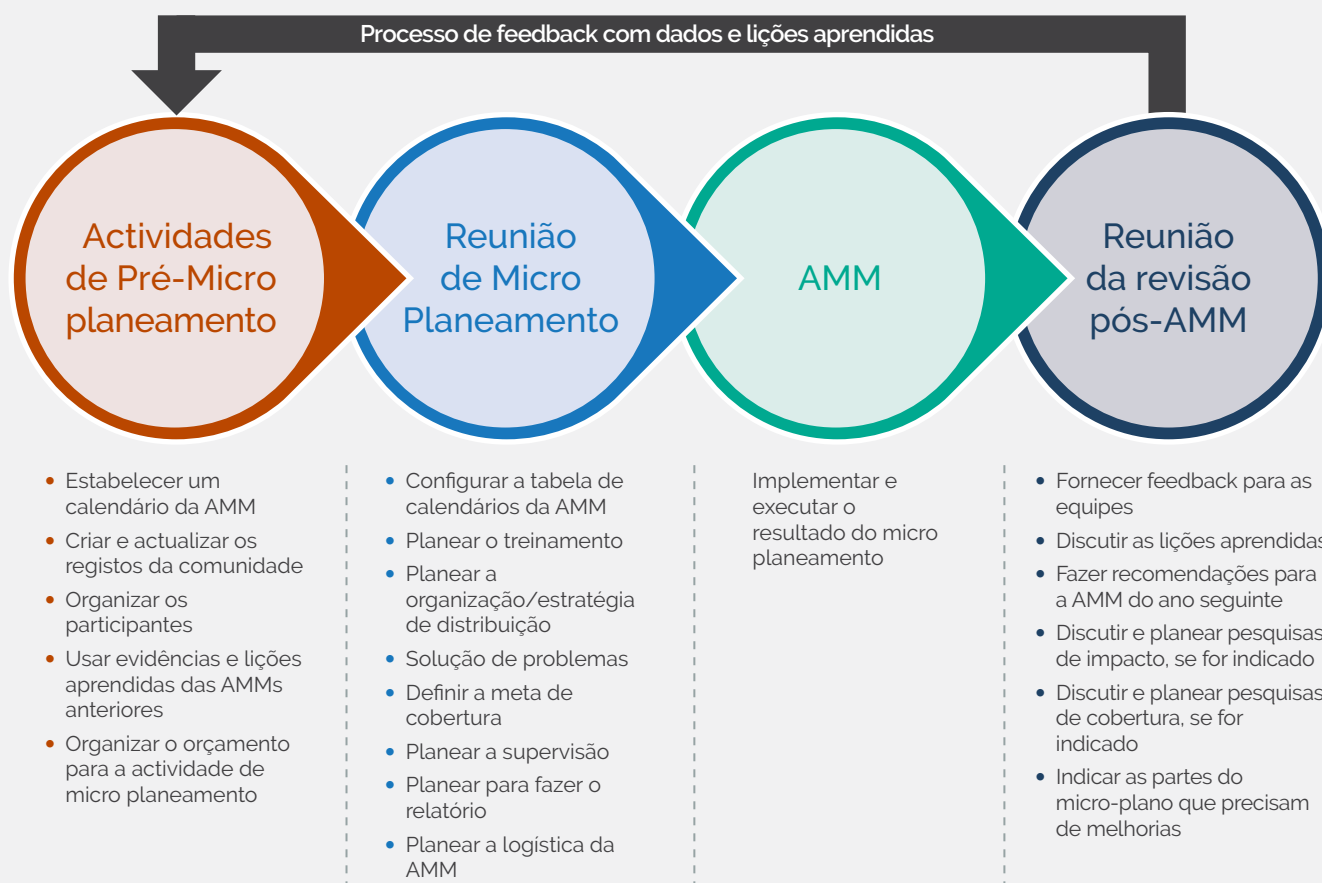 Processo de feedback com dados e lições aprendidas
Actividades
de Pré-Micro
planeamento
Reunião
de Micro
Planeamento
AMM
Reunião
da revisão
pós-AMM
• Estabelecer um
calendário da AMM
• Criar e actualizar os
registos da comunidade
• Organizar os
participantes
• Usar evidências e lições
aprendidas das AMMs
anteriores
• Organizar o orçamento
para a actividade de
micro planeamento
• Configurar a tabela de
calendários da AMM
• Planear o treinamento
• Planear a
organização/estratégia
de distribuição
• Solução de problemas
• Definir a meta de
cobertura
• Planear a supervisão
• Planear para fazer o
relatório
• Planear a logística da
AMM
Implementar e
executar o
resultado do micro
planeamento
• Fornecer feedback para as
equipes
• Discutir as lições aprendidas
• Fazer recomendações para
a AMM do ano seguinte
• Discutir e planear pesquisas
de impacto, se for indicado
• Discutir e planear pesquisas
de cobertura, se for
indicado
• Indicar as partes do
micro-plano que precisam
de melhorias